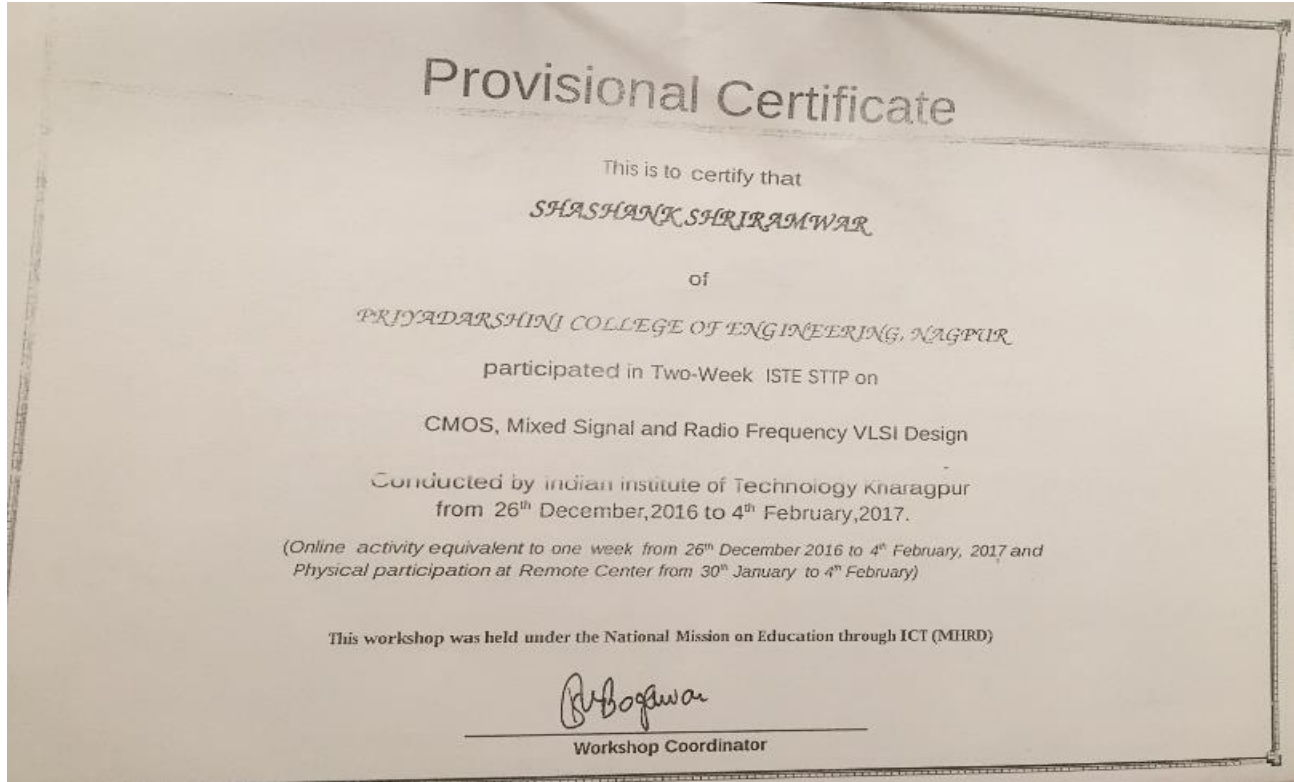 Provisional Certificate
This is to certify that
SHASHANK SHRIRAMWAR
of
PRIYADARSHINI COLLEGE OF ENGINEERING, NAGPUR
participated in Two-Week ISTE STTP on
CMOS, Mixed Signal and Radio Frequency VLSI Design
Conducted by Indian Institute of Technology Kharagpur
from 26th December,2016 to 4th February,2017.
(Online activity equivalent to one week from 26th December 2016 to 4th February, 2017 and
Physical participation at Remote Center from 30th January to 4th February)
This workshop was held under the National Mission on Education through ICT (MHRD)
Workshop Coordinator